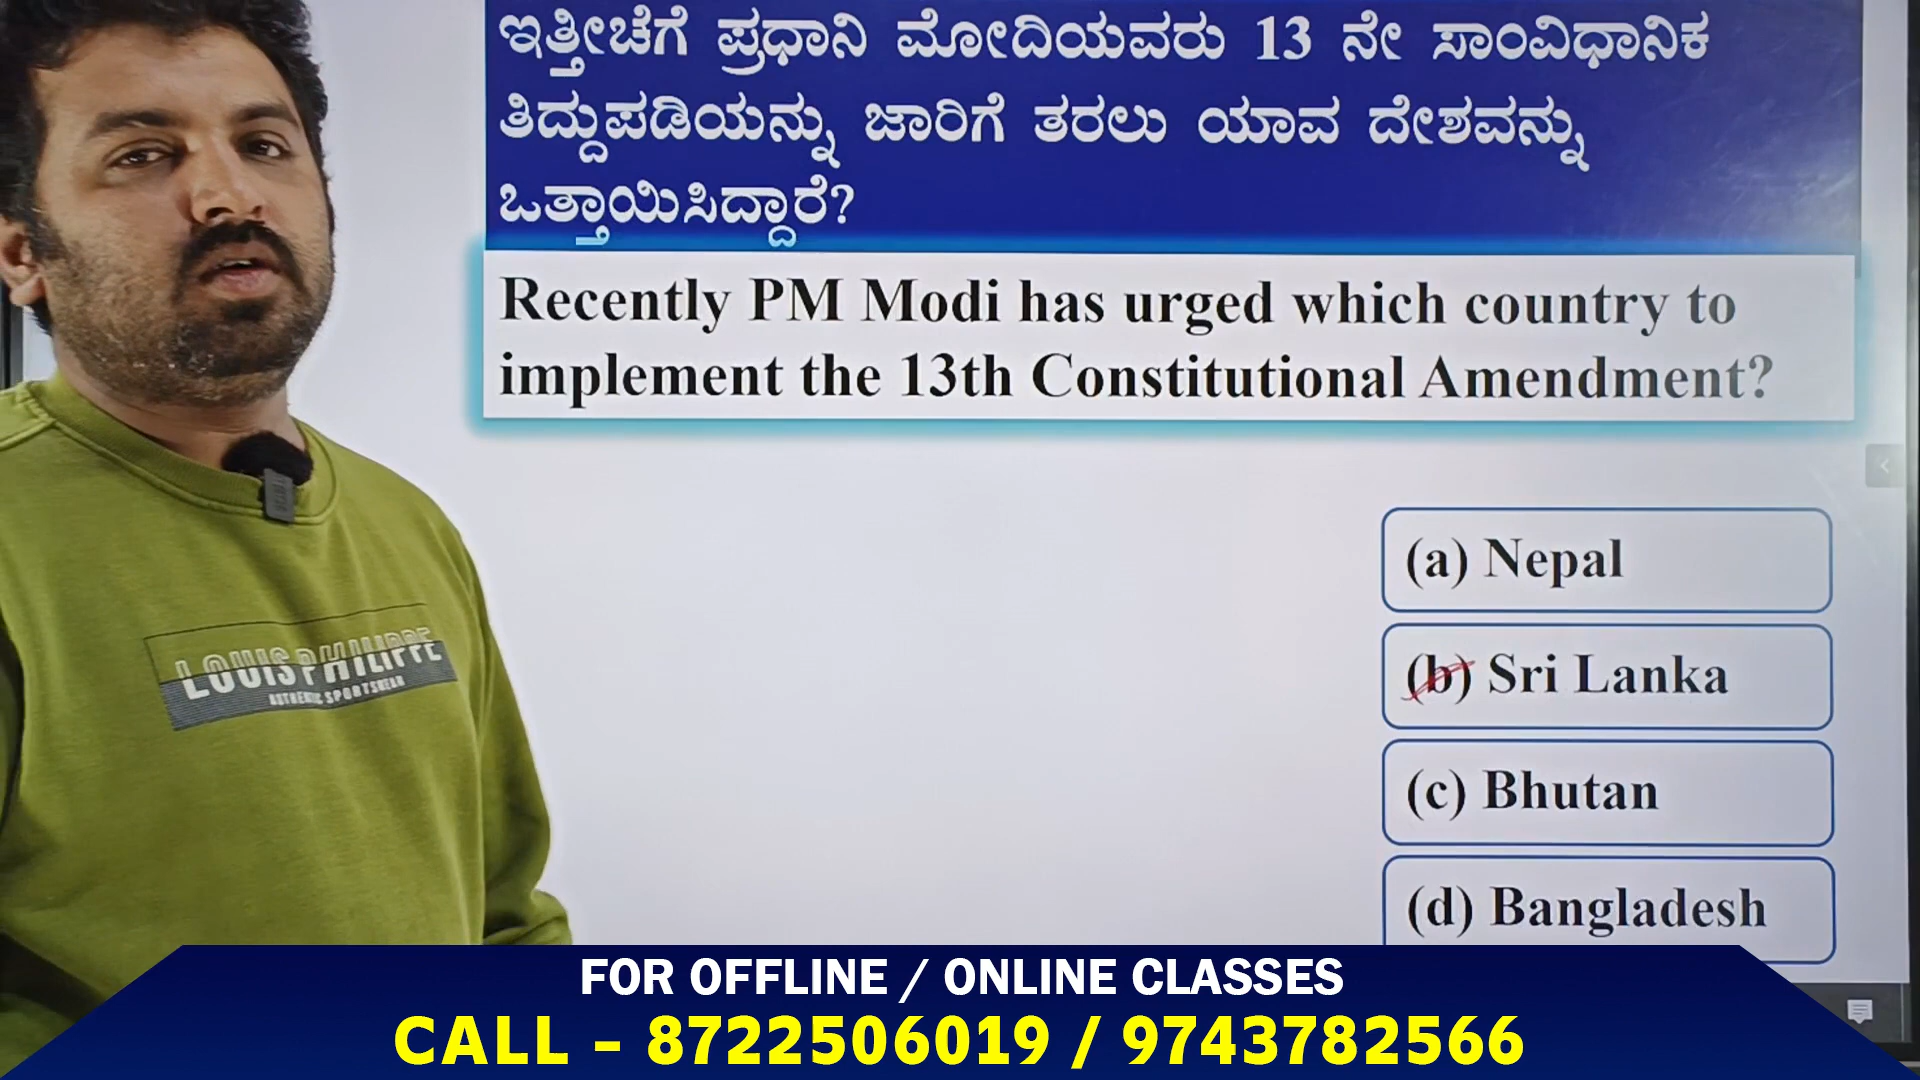 ಇತ್ತೀಚೆಗೆ ಪ್ರಧಾನಿ ಮೋದಿಯವರು 13 ನೇ ಸಾಂವಿಧಾನಿಕ
ತಿದ್ದುಪಡಿಯನ್ನು ಜಾರಿಗೆ ತರಲು ಯಾವ ದೇಶವನ್ನು
ಒತ್ತಾಯಿಸಿದ್ದಾರೆ?
Recently PM Modi has urged which country to
implement the 13th Constitutional Amendment?
(a) Nepal
(b) Sri Lanka
(c) Bhutan
(d) Bangladesh
LOUIS PHILIPPE
AUTHENTIC SPORTSWEAR
FOR OFFLINE / ONLINE CLASSES
CALL – 8722506019 / 9743782566